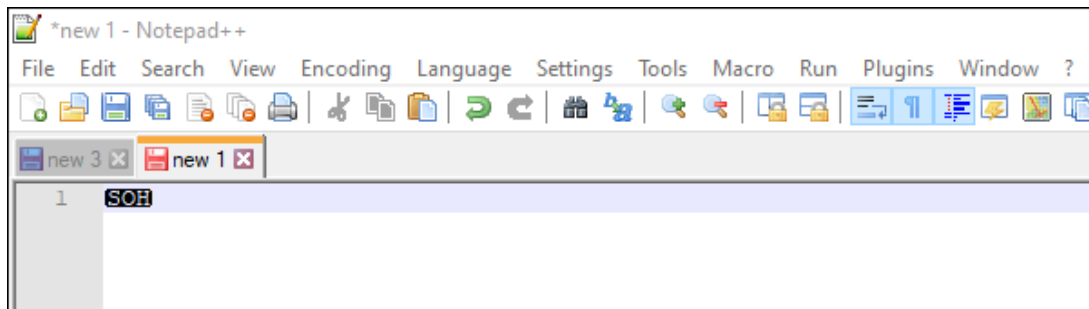 *new 1 - Notepad++
File Edit Search View Encoding Language Settings Tools Macro Run Plugins Window ?
new 3 new 1
1 SOH